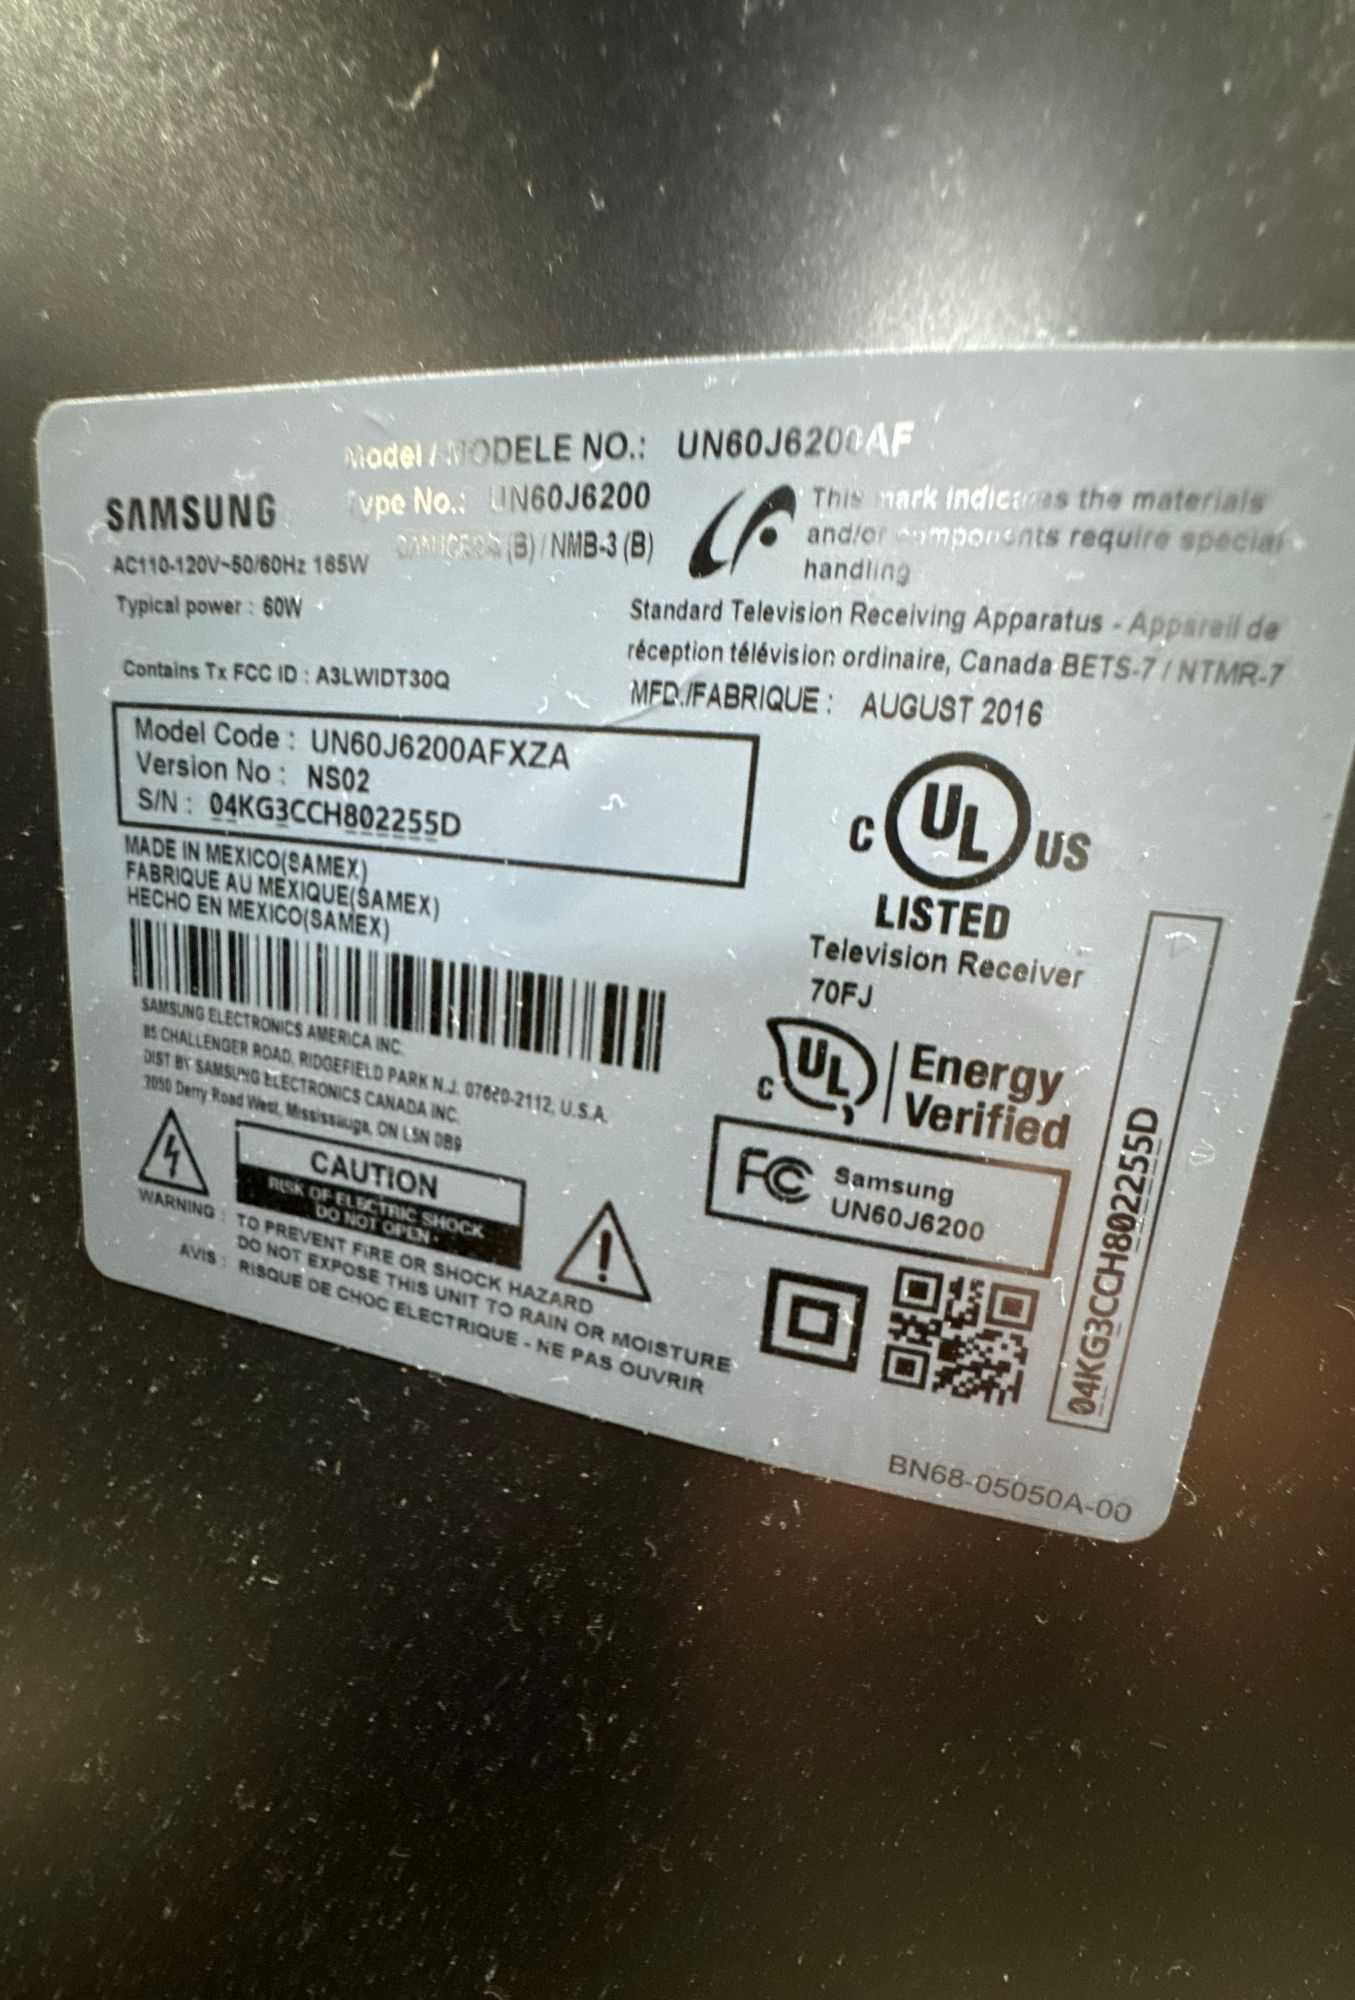 Model / MODELE NO.: UN60J6200AF
SAMSUNG
Type No.: UN60J6200
(B) / NMB-3 (B)
AC110-120V~50/60Hz 165W
Typical power : 60W
This mark indicates the materials
and/or components require special
handling
Standard Television Receiving Apparatus - Appareil de
réception télévision ordinaire, Canada BETS-7 / NTMR-7
Contains Tx FCC ID : A3LWIDT30Q
MFD./FABRIQUE : AUGUST 2016
Model Code : UN60J6200AFXZA
Version No : NS02
S/N : 04KG3CCH802255D
MADE IN MEXICO(SAMEX)
FABRIQUE AU MEXIQUE(SAMEX)
HECHO EN MEXICO(SAMEX)
C UL US
LISTED
Television Receiver
70FJ
SAMSUNG ELECTRONICS AMERICA INC.
85 CHALLENGER ROAD, RIDGEFIELD PARK N.J. 07660-2112, U.S.A.
DIST BY SAMSUNG ELECTRONICS CANADA INC.
2050 Derry Road West, Mississauga, ON L5N 0B9
C UL Energy
Verified
FC Samsung
UN60J6200
CAUTION
RISK OF ELECTRIC SHOCK
DO NOT OPEN
WARNING : TO PREVENT FIRE OR SHOCK HAZARD
DO NOT EXPOSE THIS UNIT TO RAIN OR MOISTURE
AVIS : RISQUE DE CHOC ELECTRIQUE - NE PAS OUVRIR
04KG3CCH802255D
BN68-05050A-00